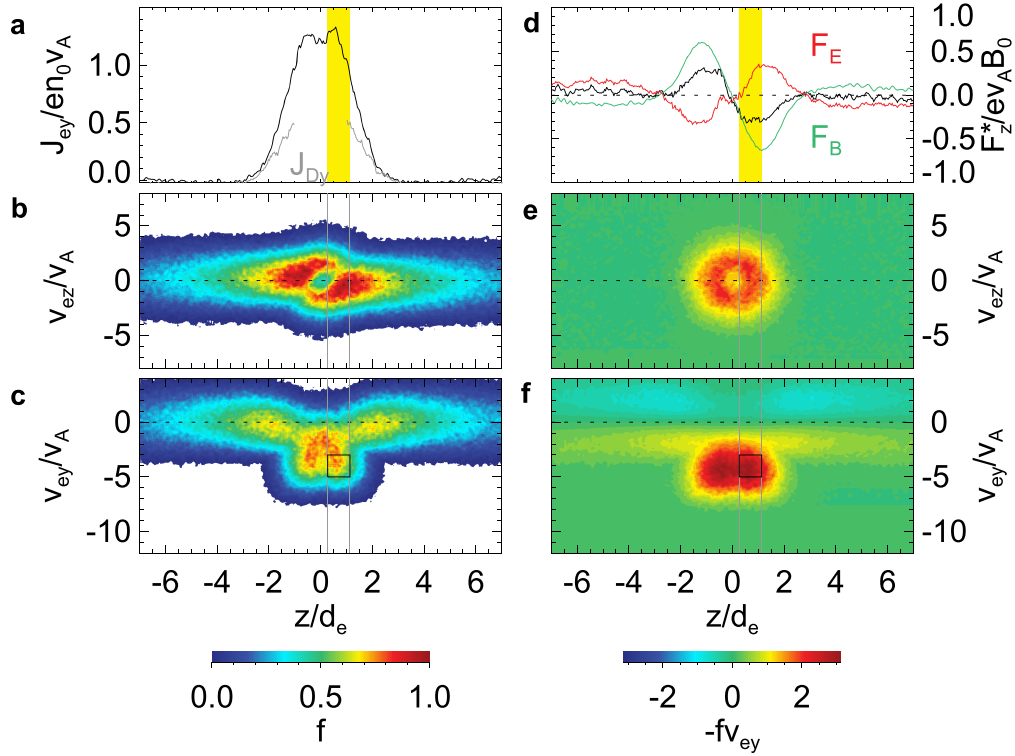 a
J_ey/en_0v_A
1.0
0.5
0.0
J_Dy
d
F_E
F_B
1.0
0.5
0.0
-0.5
-1.0
F_z^*/ev_AB_0
b
v_ez/v_A
5
0
-5
e
5
0
-5
v_ez/v_A
c
v_ey/v_A
0
-5
-10
-6 -4 -2 0 2 4 6
z/d_e
f
0
-5
-10
v_ey/v_A
-6 -4 -2 0 2 4 6
z/d_e
0.0 0.5 1.0
f
-2 0 2
-fv_ey